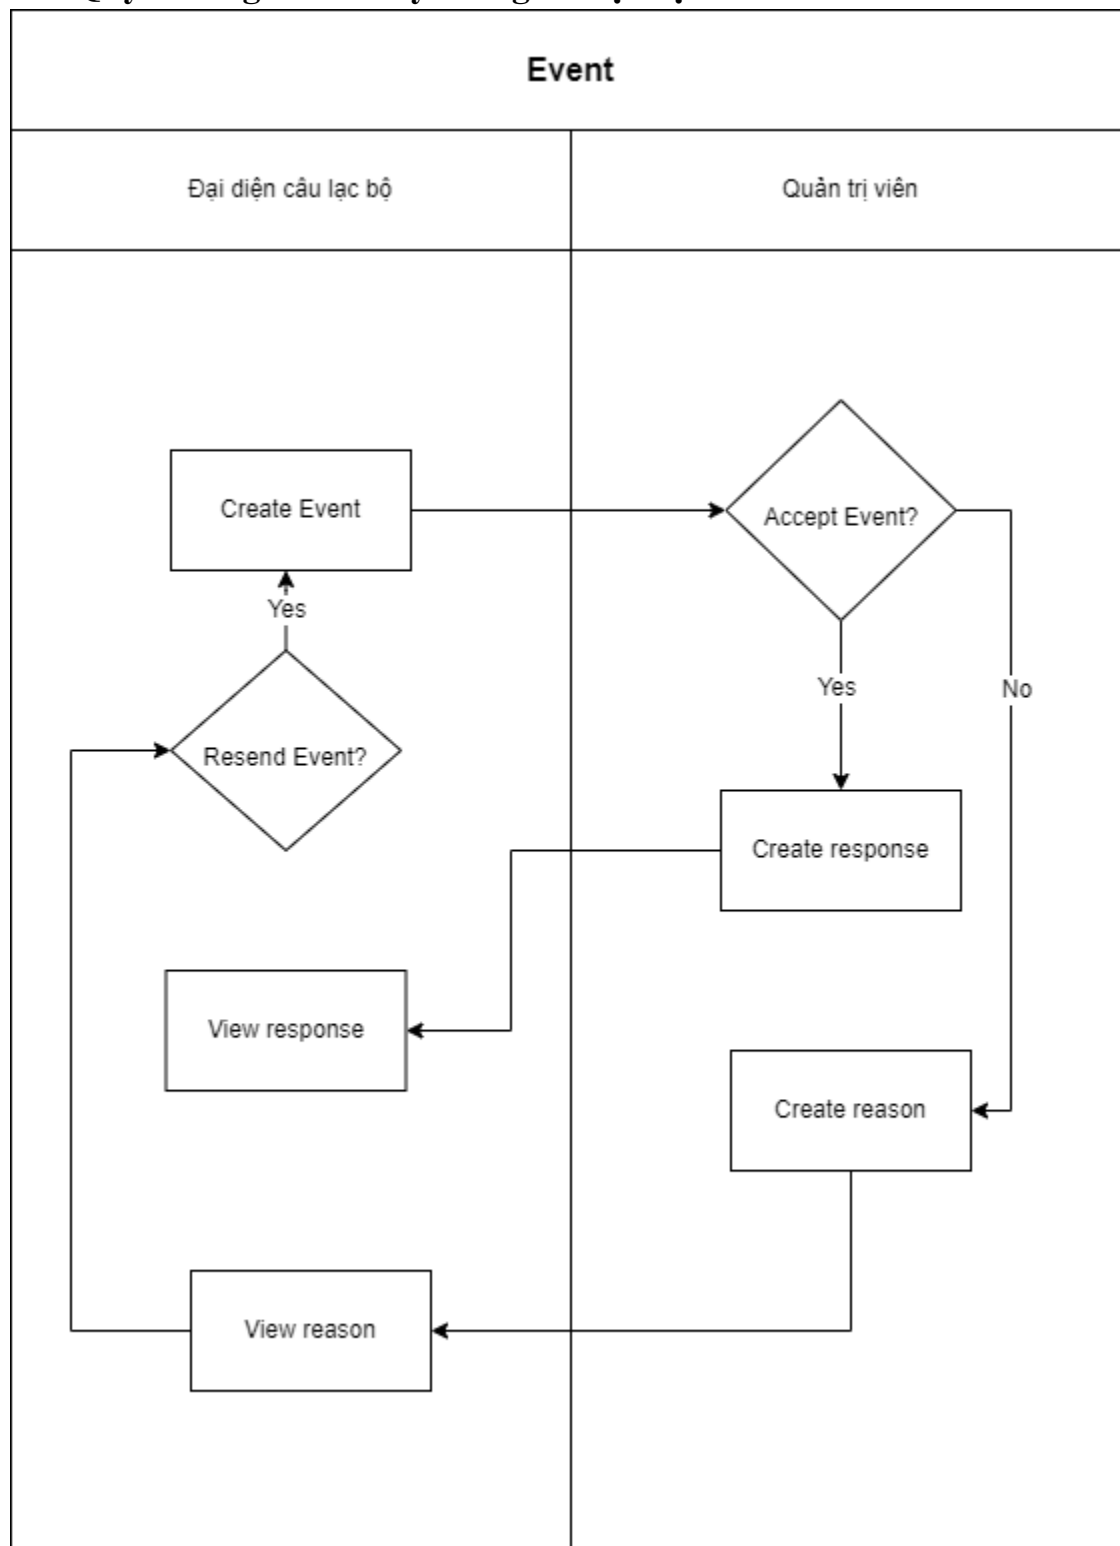 Event
Đại diện câu lạc bộ
Quản trị viên
Create Event
Accept Event?
Yes
Resend Event?
Yes
No
Create response
View response
Create reason
View reason